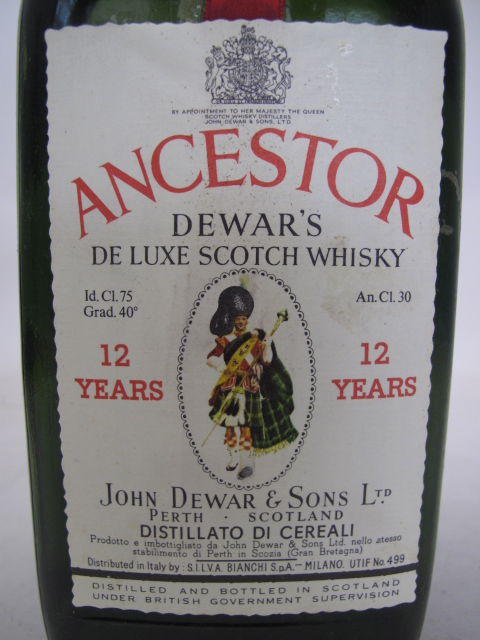 BY APPOINTMENT TO HER MAJESTY THE QUEEN
SCOTCH WHISKY DISTILLERS
JOHN DEWAR & SONS, LTD
ANCESTOR
DEWAR'S
DE LUXE SCOTCH WHISKY
Id. Cl. 75 An. Cl. 30
Grad. 40°
12 12
YEARS YEARS
JOHN DEWAR & SONS LTD
PERTH · SCOTLAND
DISTILLATO DI CEREALI
Prodotto e imbottigliato da John Dewar & Sons Ltd. nello stesso
stabilimento di Perth in Scozia (Gran Bretagna)
Distributed in Italy by: S.I.L.V.A. BIANCHI S.p.A. — MILANO. UTIF No. 499
DISTILLED AND BOTTLED IN SCOTLAND
UNDER BRITISH GOVERNMENT SUPERVISION